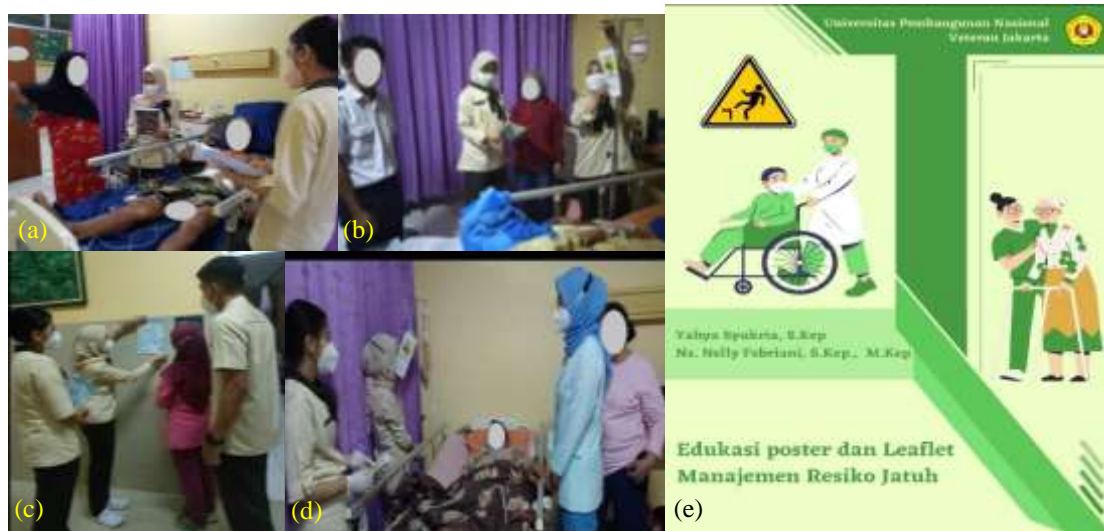 (a)
(b)
(c)
(d)
(e)
Universitas Pembangunan Nasional
Veteran Jakarta
Yahya Syukria, S.Kep
Ns. Nelly Febriani, S.Kep., M.Kep
Edukasi poster dan Leaflet
Manajemen Resiko Jatuh